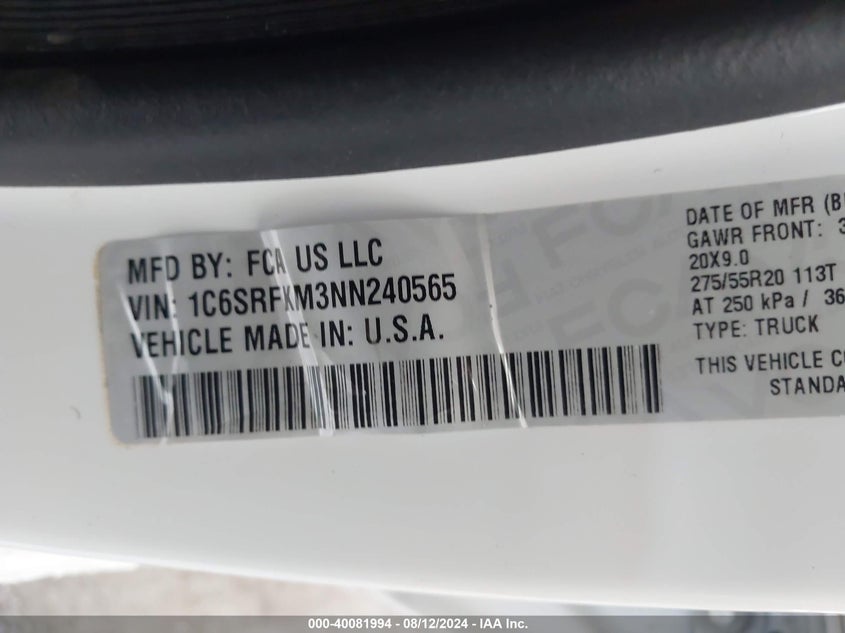 MFD BY: FCA US LLC
VIN: 1C6SRFKM3NN240565
VEHICLE MADE IN: U.S.A.
DATE OF MFR
GAWR FRONT:
20X9.0
275/55R20 113T
AT 250 kPa / 36
TYPE: TRUCK
THIS VEHICLE
000-40081994 | 08/12/2024 - IAA Inc.